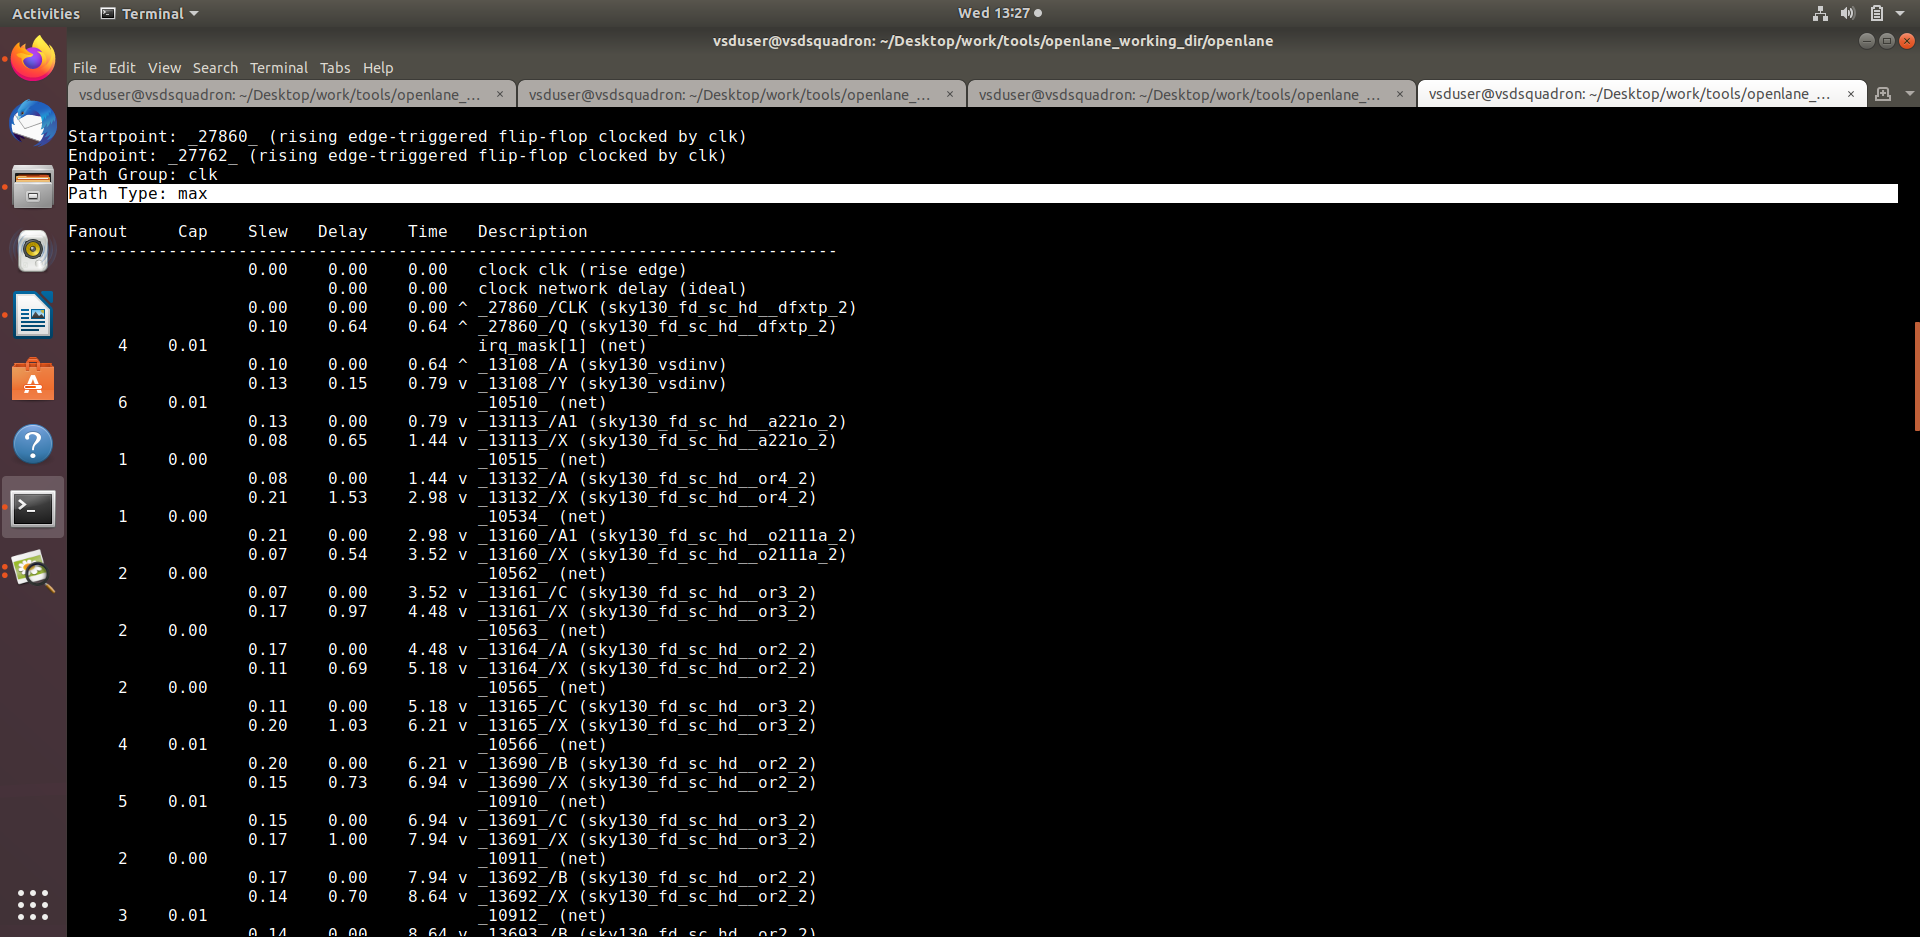 Activities Terminal Wed 13:27
vsduser@vsdsquadron: ~/Desktop/work/tools/openlane_working_dir/openlane
File Edit View Search Terminal Tabs Help
vsduser@vsdsquadron: ~/Desktop/work/tools/openlane_... × vsduser@vsdsquadron: ~/Desktop/work/tools/openlane_... × vsduser@vsdsquadron: ~/Desktop/work/tools/openlane_... × vsduser@vsdsquadron: ~/Desktop/work/tools/openlane_... ×
Startpoint: _27860_ (rising edge-triggered flip-flop clocked by clk)
Endpoint: _27762_ (rising edge-triggered flip-flop clocked by clk)
Path Group: clk
Path Type: max
Fanout Cap Slew Delay Time Description
-----------------------------------------------------------------------------
0.00 0.00 0.00 clock clk (rise edge)
0.00 0.00 clock network delay (ideal)
0.00 0.00 0.00 ^ _27860_/CLK (sky130_fd_sc_hd__dfxtp_2)
0.10 0.64 0.64 ^ _27860_/Q (sky130_fd_sc_hd__dfxtp_2)
4 0.01 irq_mask[1] (net)
0.10 0.00 0.64 ^ _13108_/A (sky130_vsdinv)
0.13 0.15 0.79 v _13108_/Y (sky130_vsdinv)
6 0.01 _10510_ (net)
0.13 0.00 0.79 v _13113_/A1 (sky130_fd_sc_hd__a221o_2)
0.08 0.65 1.44 v _13113_/X (sky130_fd_sc_hd__a221o_2)
1 0.00 _10515_ (net)
0.08 0.00 1.44 v _13132_/A (sky130_fd_sc_hd__or4_2)
0.21 1.53 2.98 v _13132_/X (sky130_fd_sc_hd__or4_2)
1 0.00 _10534_ (net)
0.21 0.00 2.98 v _13160_/A1 (sky130_fd_sc_hd__o2111a_2)
0.07 0.54 3.52 v _13160_/X (sky130_fd_sc_hd__o2111a_2)
2 0.00 _10562_ (net)
0.07 0.00 3.52 v _13161_/C (sky130_fd_sc_hd__or3_2)
0.17 0.97 4.48 v _13161_/X (sky130_fd_sc_hd__or3_2)
2 0.00 _10563_ (net)
0.17 0.00 4.48 v _13164_/A (sky130_fd_sc_hd__or2_2)
0.11 0.69 5.18 v _13164_/X (sky130_fd_sc_hd__or2_2)
2 0.00 _10565_ (net)
0.11 0.00 5.18 v _13165_/C (sky130_fd_sc_hd__or3_2)
0.20 1.03 6.21 v _13165_/X (sky130_fd_sc_hd__or3_2)
4 0.01 _10566_ (net)
0.20 0.00 6.21 v _13690_/B (sky130_fd_sc_hd__or2_2)
0.15 0.73 6.94 v _13690_/X (sky130_fd_sc_hd__or2_2)
5 0.01 _10910_ (net)
0.15 0.00 6.94 v _13691_/C (sky130_fd_sc_hd__or3_2)
0.17 1.00 7.94 v _13691_/X (sky130_fd_sc_hd__or3_2)
2 0.00 _10911_ (net)
0.17 0.00 7.94 v _13692_/B (sky130_fd_sc_hd__or2_2)
0.14 0.70 8.64 v _13692_/X (sky130_fd_sc_hd__or2_2)
3 0.01 _10912_ (net)
0.14 0.00 8.64 v _13693_/B (sky130_fd_sc_hd__or2_2)